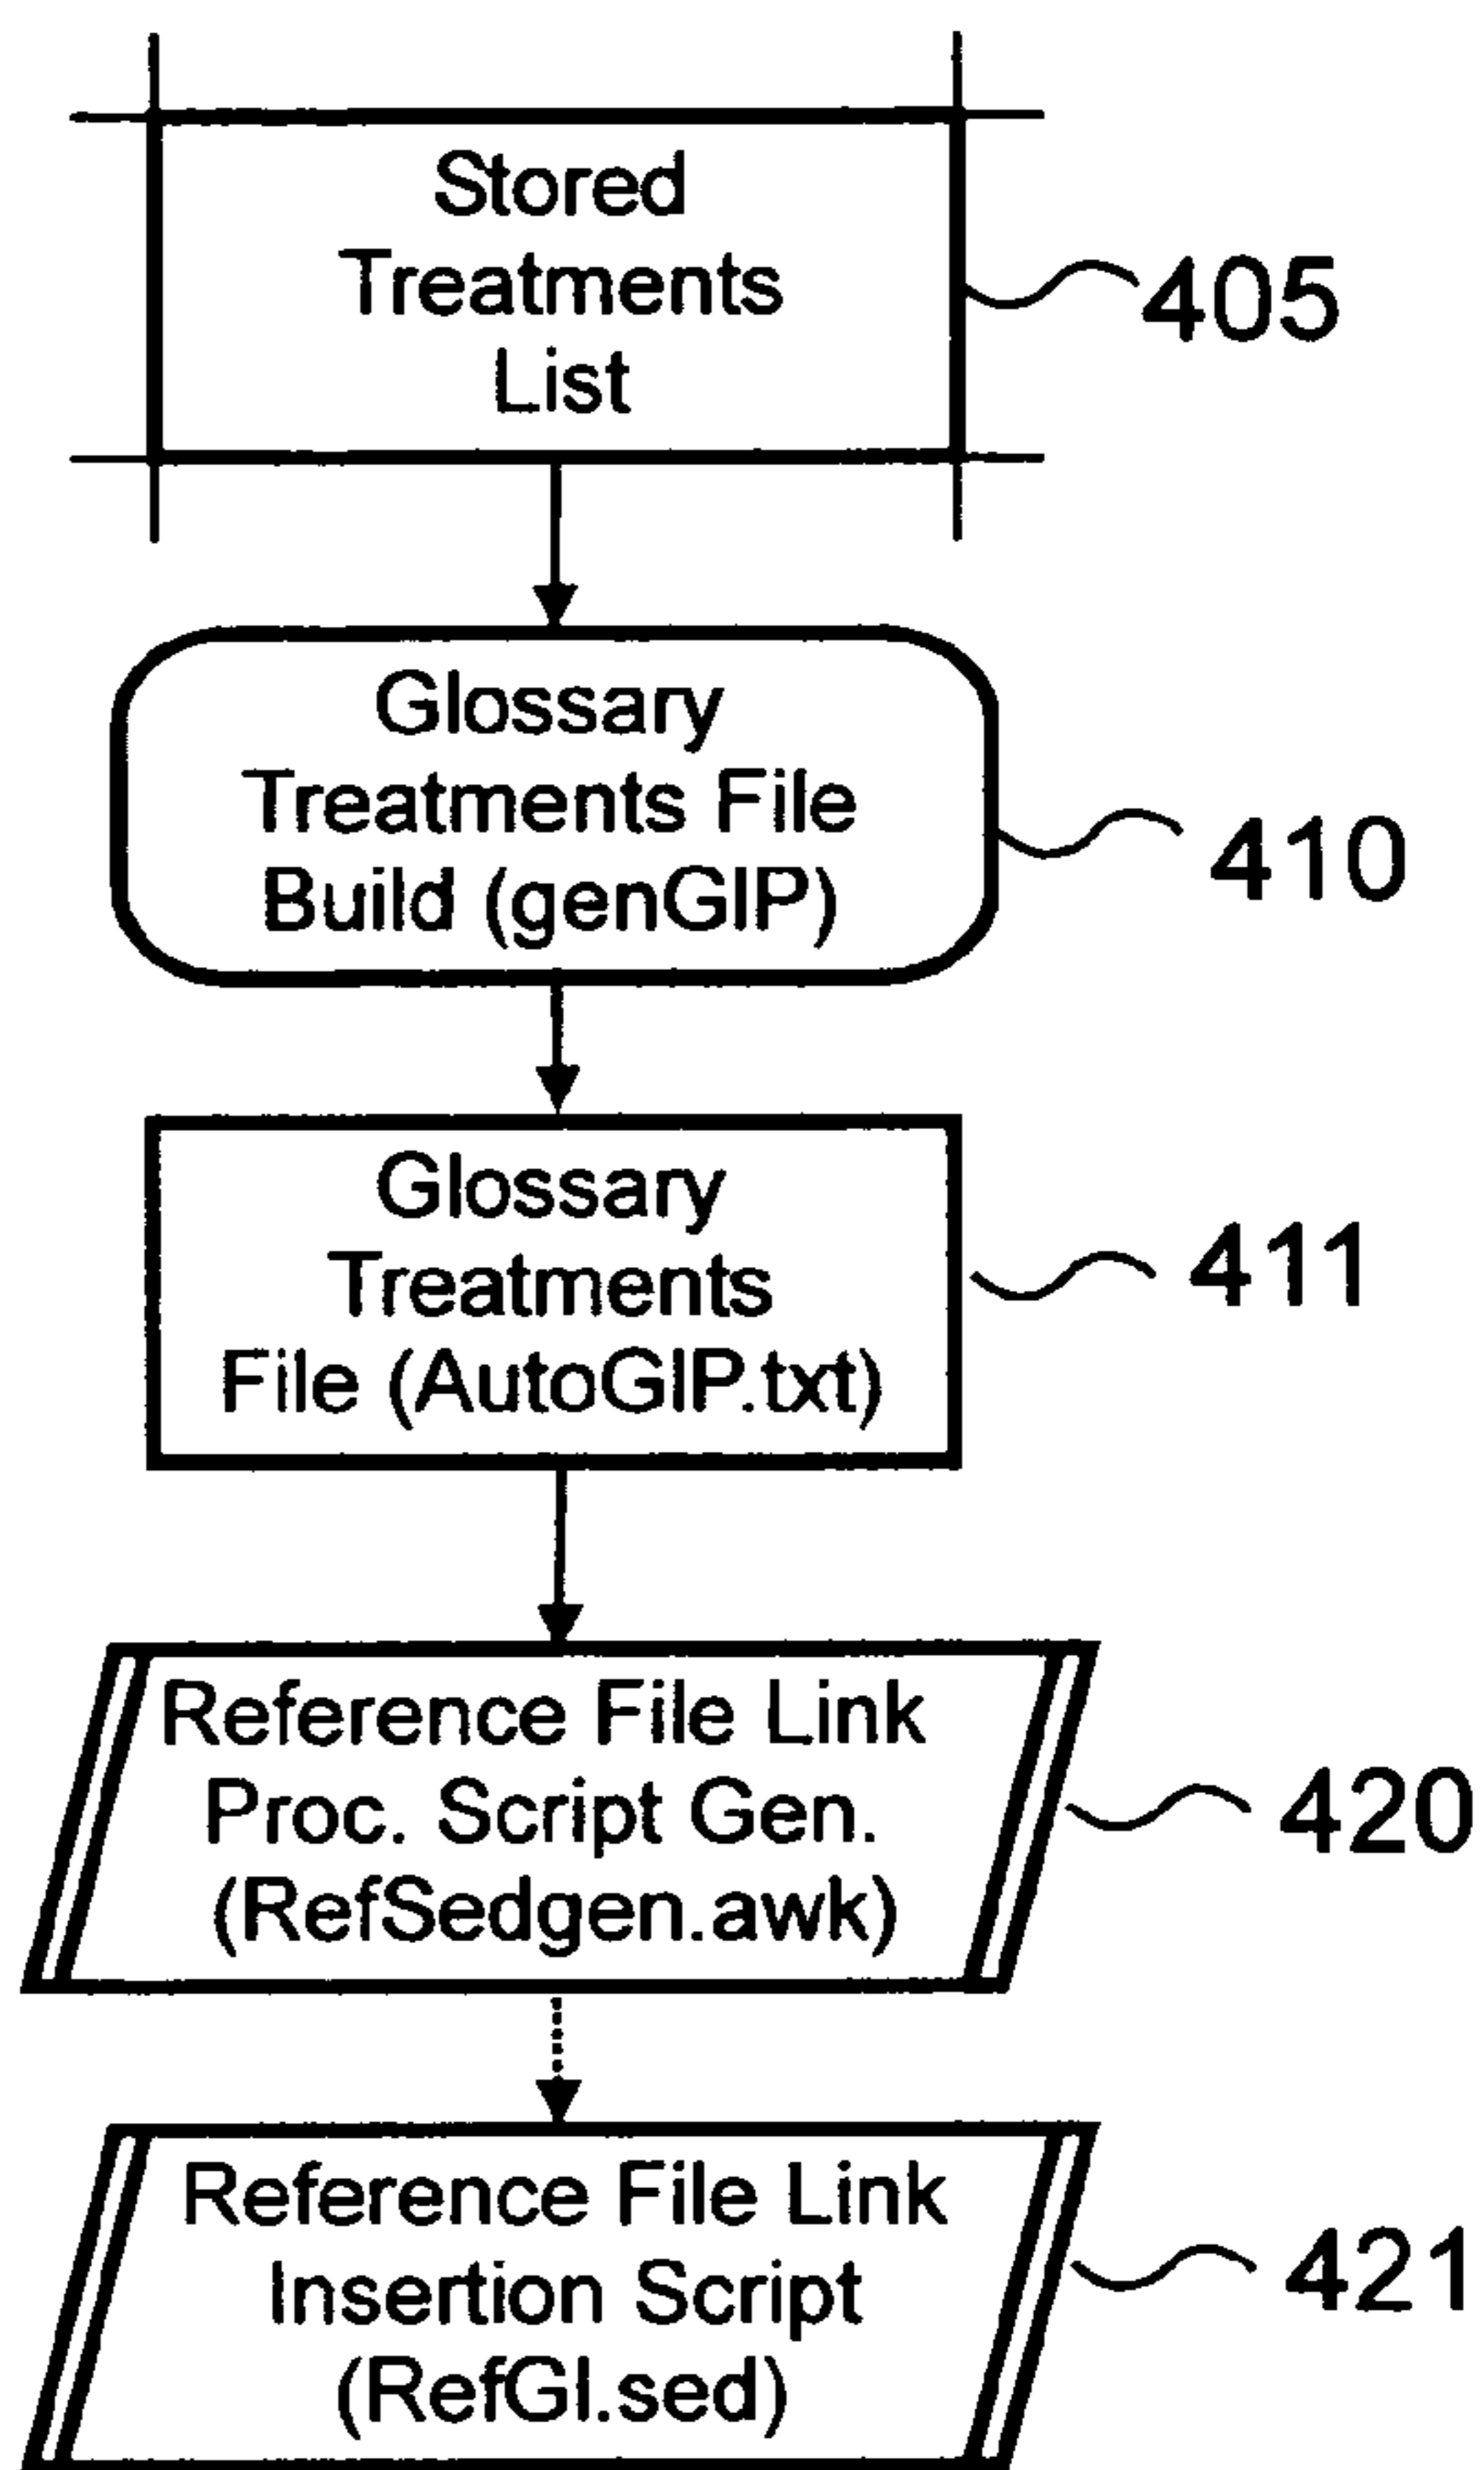 Stored
Treatments
List
405
Glossary
Treatments File
Build (genGIP)
410
Glossary
Treatments
File (AutoGIP.txt)
411
Reference File Link
Proc. Script Gen.
(RefSedgen.awk)
420
Reference File Link
Insertion Script
(RefGI.sed)
421